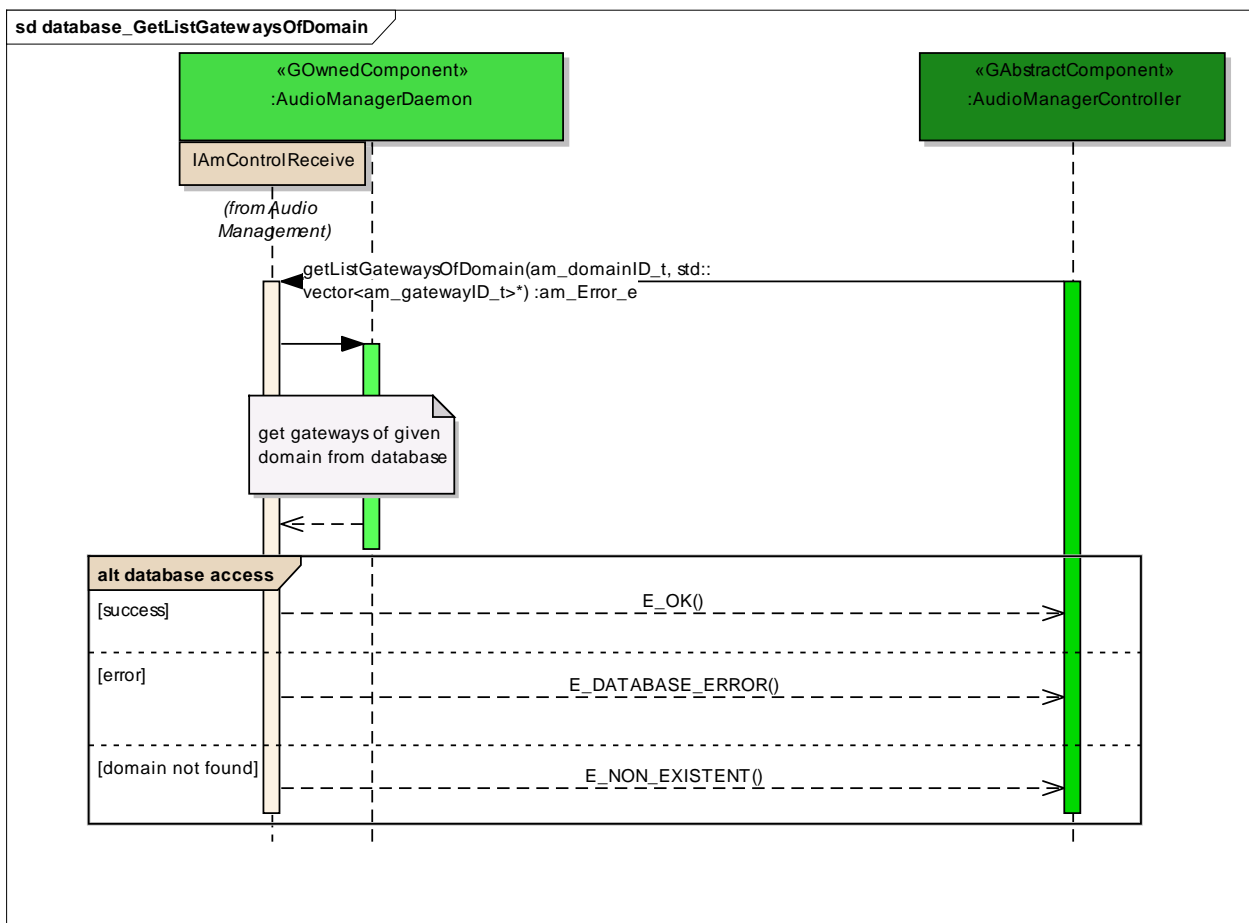 sd database_GetListGatewaysOfDomain
«GOwnedComponent»
:AudioManagerDaemon
«GAbstractComponent»
:AudioManagerController
IAmControlReceive
(from Audio
Management)
getListGatewaysOfDomain(am_domainID_t, std::
vector<am_gatewayID_t>*) :am_Error_e
get gateways of given
domain from database
alt database access
[success]
E_OK()
[error]
E_DATABASE_ERROR()
[domain not found]
E_NON_EXISTENT()